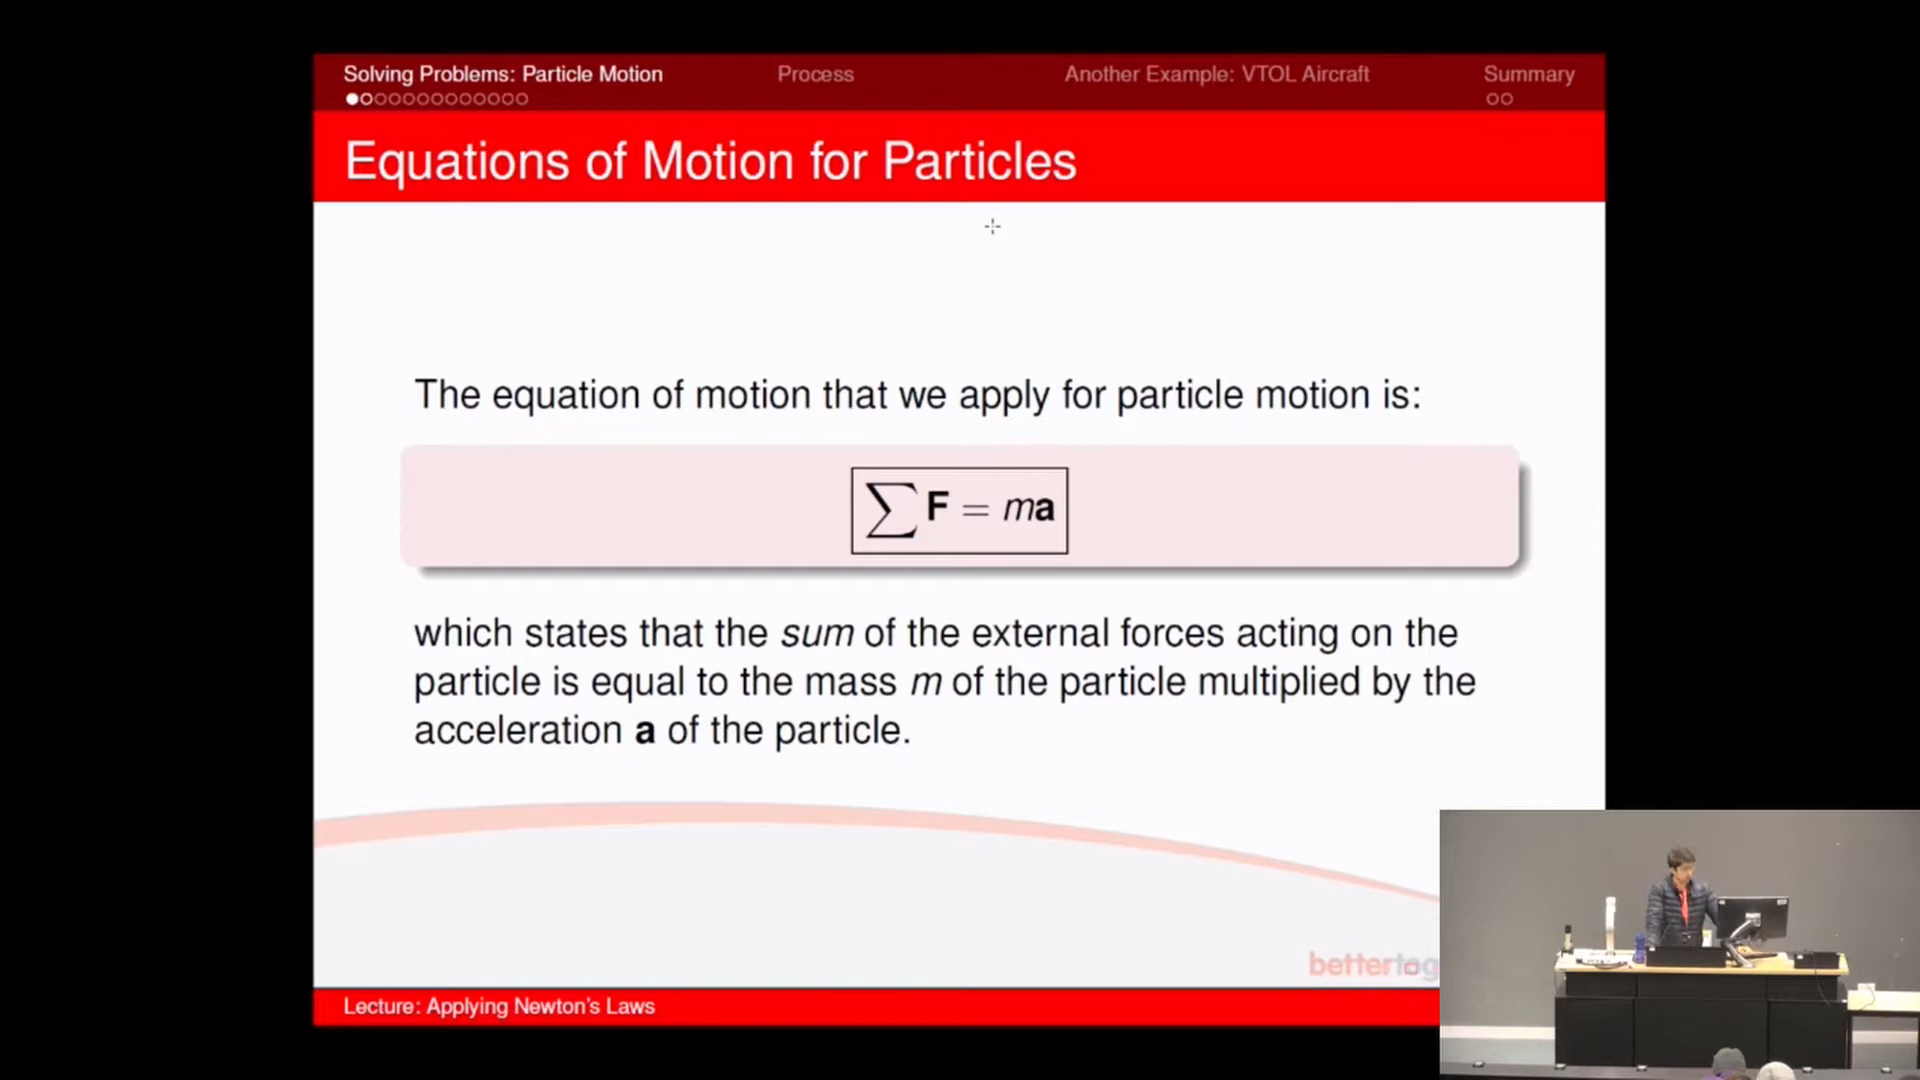 Solving Problems: Particle Motion
Process
Another Example: VTOL Aircraft
Summary
Equations of Motion for Particles
The equation of motion that we apply for particle motion is:
∑ F = ma
which states that the sum of the external forces acting on the
particle is equal to the mass m of the particle multiplied by the
acceleration a of the particle.
bettertog
Lecture: Applying Newton's Laws